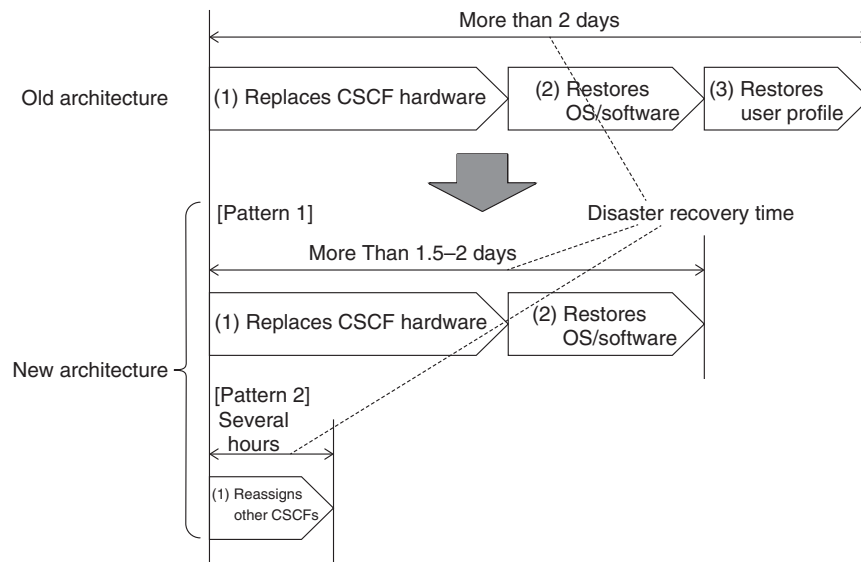 More than 2 days
Old architecture
(1) Replaces CSCF hardware
(2) Restores
OS/software
(3) Restores
user profile
[Pattern 1]
Disaster recovery time
More Than 1.5–2 days
(1) Replaces CSCF hardware
(2) Restores
OS/software
New architecture
[Pattern 2]
Several
hours
(1) Reassigns
other CSCFs